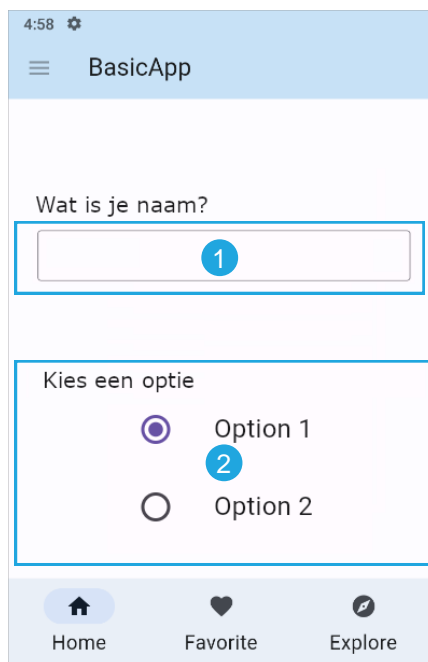 4:58
BasicApp
Wat is je naam?
1
Kies een optie
Option 1
2
Option 2
Home Favorite Explore